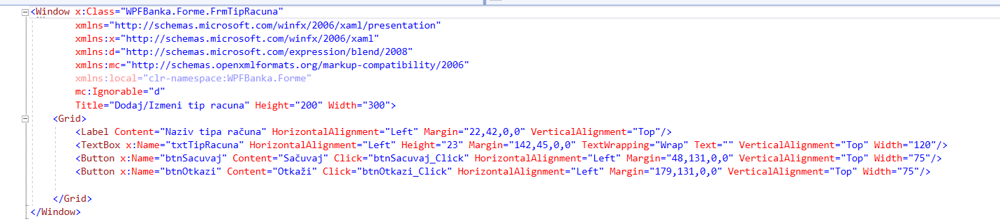 <Window x:Class="WPFBanka.Forme.FrmTipRacuna"
xmlns="http://schemas.microsoft.com/winfx/2006/xaml/presentation"
xmlns:x="http://schemas.microsoft.com/winfx/2006/xaml"
xmlns:d="http://schemas.microsoft.com/expression/blend/2008"
xmlns:mc="http://schemas.openxmlformats.org/markup-compatibility/2006"
xmlns:local="clr-namespace:WPFBanka.Forme"
mc:Ignorable="d"
Title="Dodaj/Izmeni tip racuna" Height="200" Width="300">
<Grid>
<Label Content="Naziv tipa računa" HorizontalAlignment="Left" Margin="22,42,0,0" VerticalAlignment="Top"/>
<TextBox x:Name="txtTipRacuna" HorizontalAlignment="Left" Height="23" Margin="142,45,0,0" TextWrapping="Wrap" Text="" VerticalAlignment="Top" Width="120"/>
<Button x:Name="btnSacuvaj" Content="Sačuvaj" Click="btnSacuvaj_Click" HorizontalAlignment="Left" Margin="48,131,0,0" VerticalAlignment="Top" Width="75"/>
<Button x:Name="btnOtkazi" Content="Otkaži" Click="btnOtkazi_Click" HorizontalAlignment="Left" Margin="179,131,0,0" VerticalAlignment="Top" Width="75"/>
</Grid>
</Window>